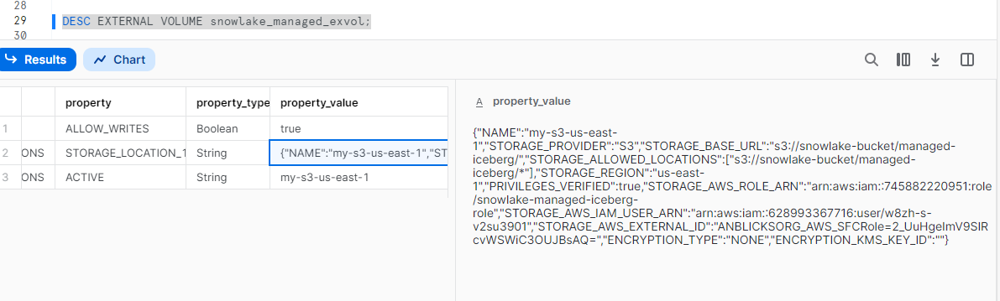 28
29 DESC EXTERNAL VOLUME snowlake_managed_exvol;
30
Results Chart
property property_type property_value
1 ALLOW_WRITES Boolean true
2 ONS STORAGE_LOCATION_1 String {"NAME":"my-s3-us-east-1","ST
3 ONS ACTIVE String my-s3-us-east-1
A property_value
{"NAME":"my-s3-us-east-
1","STORAGE_PROVIDER":"S3","STORAGE_BASE_URL":"s3://snowlake-bucket/managed-
iceberg/","STORAGE_ALLOWED_LOCATIONS":["s3://snowlake-bucket/managed-
iceberg/*"],"STORAGE_REGION":"us-east-
1","PRIVILEGES_VERIFIED":true,"STORAGE_AWS_ROLE_ARN":"arn:aws:iam::745882220951:role
/snowlake-managed-iceberg-
role","STORAGE_AWS_IAM_USER_ARN":"arn:aws:iam::628993367716:user/w8zh-s-
v2su3901","STORAGE_AWS_EXTERNAL_ID":"ANBLICKSORG_AWS_SFCRole=2_UuHgeImV9SIR
cvWSWiC3OUJBsAQ=","ENCRYPTION_TYPE":"NONE","ENCRYPTION_KMS_KEY_ID":""}